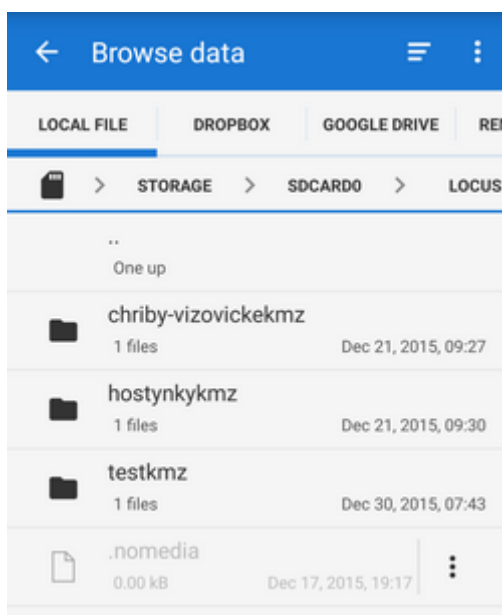 Browse data
LOCAL FILE DROPBOX GOOGLE DRIVE
STORAGE > SDCARD0 > LOCUS
..
One up
chriby-vizovickekmz
1 files Dec 21, 2015, 09:27
hostynkykmz
1 files Dec 21, 2015, 09:30
testkmz
1 files Dec 30, 2015, 07:43
.nomedia
0.00 kB Dec 17, 2015, 19:17